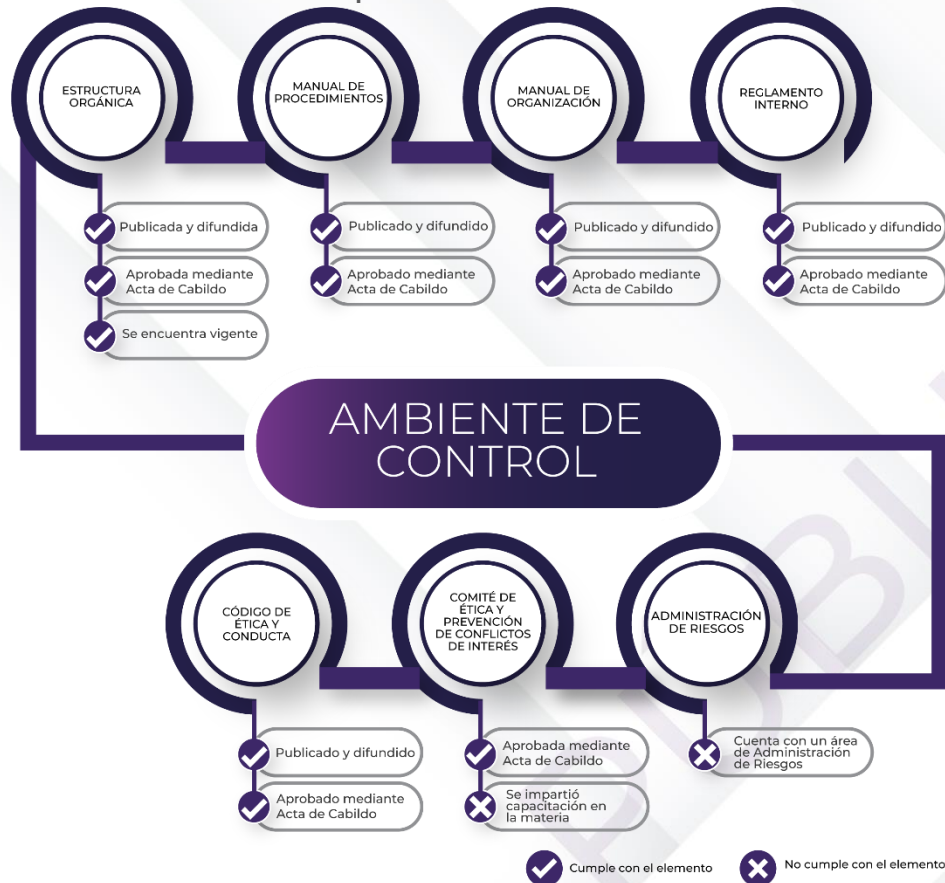 ESTRUCTURA
ORGÁNICA
MANUAL DE
PROCEDIMIENTOS
MANUAL DE
ORGANIZACIÓN
REGLAMENTO
INTERNO
Publicada y difundida
Aprobada mediante
Acta de Cabildo
Se encuentra vigente
Publicado y difundido
Aprobado mediante
Acta de Cabildo
Publicado y difundido
Aprobado mediante
Acta de Cabildo
Publicado y difundido
Aprobado mediante
Acta de Cabildo
AMBIENTE DE
CONTROL
CÓDIGO DE
ÉTICA Y
CONDUCTA
COMITÉ DE
ÉTICA Y
PREVENCIÓN
DE CONFLICTOS
DE INTERÉS
ADMINISTRACIÓN
DE RIESGOS
Publicado y difundido
Aprobado mediante
Acta de Cabildo
Aprobada mediante
Acta de Cabildo
Se impartió
capacitación en
la materia
Cuenta con un área
de Administración
de Riesgos
Cumple con el elemento
No cumple con el elemento